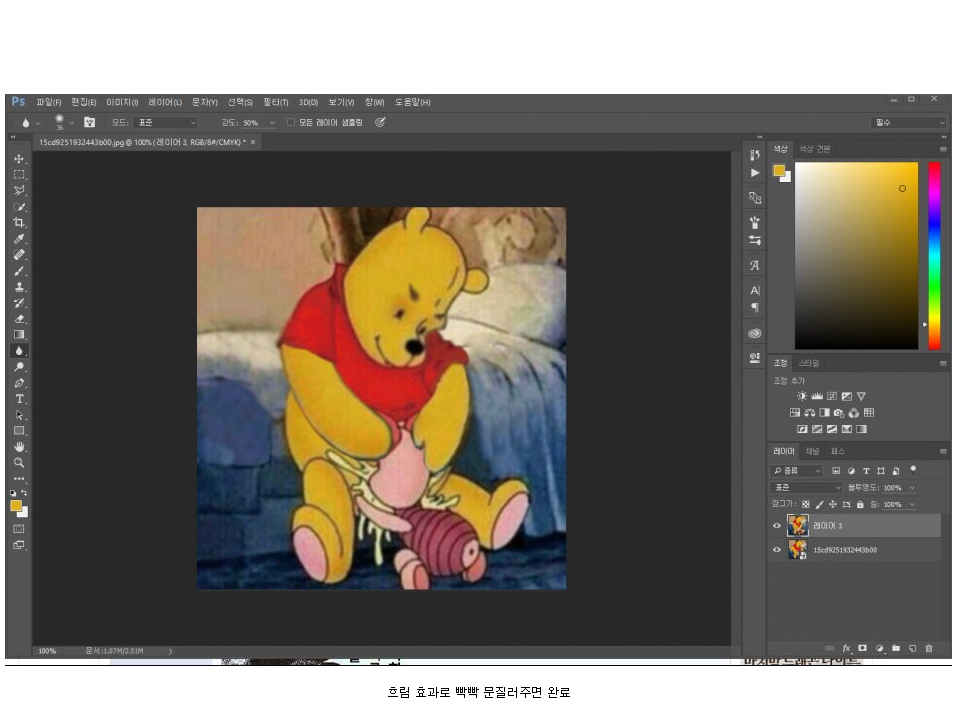 Ps 파일(F) 편집(E) 이미지(I) 레이어(L) 문자(Y) 선택(S) 필터(T) 3D(D) 보기(V) 창(W) 도움말(H)
36 모드: 표준 강도: 50% 모든 레이어 샘플링 필수
15cd9251932443b00.jpg @ 100% (레이어 3, RGB/8#/CMYK) * ×
색상 색상 견본
조정 스타일
조정 추가
레이어 채널 패스
종류
표준 불투명도: 100%
잠그기: 칠: 100%
레이어 3
15cd9251932443b00
100% 문서:1.07M/2.51M
흐림 효과로 빡빡 문질러주면 완료